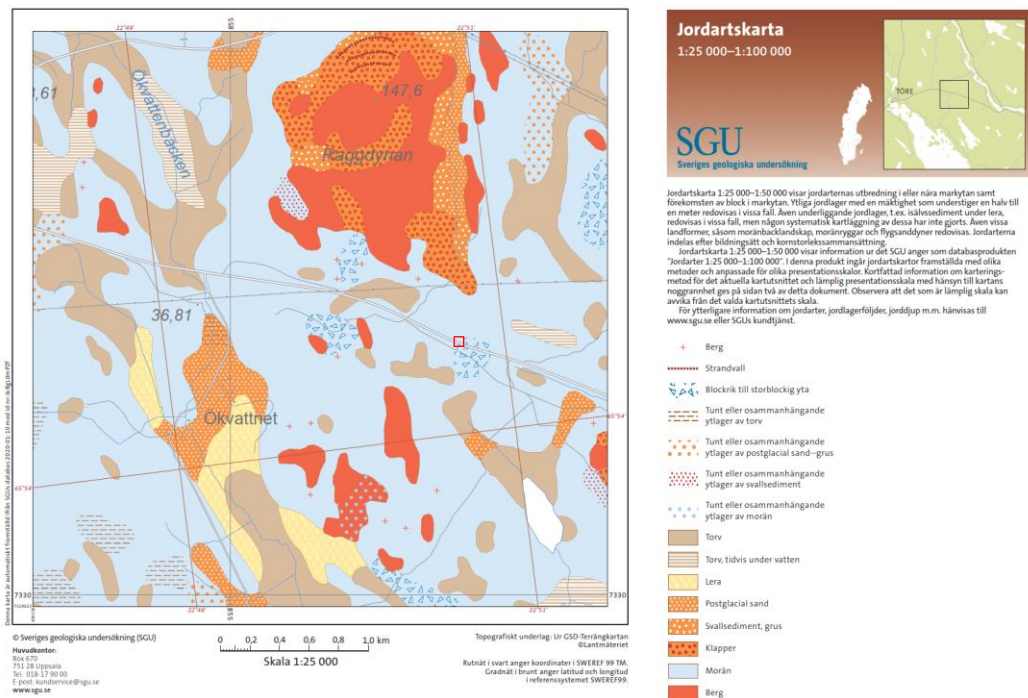 22°48'
855
22°51'
3,61
Okvattenbäcken
147,6
Raggdynan
36,81
Okvattnet
65°54'
65°54'
7330
7330
22°48'
855
22°51'
© Sveriges geologiska undersökning (SGU)
Huvudkontor:
Box 670
751 28 Uppsala
Tel: 018-17 90 00
E-post: kundservice@sgu.se
www.sgu.se
0 0,2 0,4 0,6 0,8 1,0 km
Skala 1:25 000
Topografiskt underlag: Ur GSD-Terrängkartan
©Lantmäteriet
Rutnät i svart anger koordinater i SWEREF 99 TM.
Gradnät i brunt anger latitud och longitud
i referenssystemet SWEREF99.
Jordartskarta
1:25 000–1:100 000
SGU
Sveriges geologiska undersökning
TÖRE
Jordartskarta 1:25 000–1:50 000 visar jordarternas utbredning i eller nära markytan samt
förekomsten av block i markytan. Ytliga jordlager med en mäktighet som understiger en halv till
en meter redovisas i vissa fall. Även underliggande jordlager, t.ex. isälvssediment under lera,
redovisas i vissa fall, men någon systematisk kartläggning av dessa har inte gjorts. Även vissa
landformer, såsom moränbacklandskap, moränryggar och flygsanddyner redovisas. Jordarterna
indelas efter bildningsätt och kornstorlekssammansättning.
Jordartskarta 1:25 000–1:50 000 visar information ur det SGU anger som databasprodukten
"Jordarter 1:25 000–1:100 000". I denna produkt ingår jordartskartor framställda med olika
metoder och anpassade för olika presentationsskalor. Kortfattad information om karterings-
metod för det aktuella kartutsnittet och lämplig presentationsskala med hänsyn till kartans
noggrannhet ges på sidan två av detta dokument. Observera att det som är lämplig skala kan
avvika från det valda kartutsnittets skala.
För ytterligare information om jordarter, jordlagerföljder, jorddjup m.m. hänvisas till
www.sgu.se eller SGUs kundtjänst.
Berg
Strandvall
Blockrik till storblockig yta
Tunt eller osammanhängande
ytlager av torv
Tunt eller osammanhängande
ytlager av postglacial sand--grus
Tunt eller osammanhängande
ytlager av svallsediment
Tunt eller osammanhängande
ytlager av morän
Torv
Torv, tidvis under vatten
Lera
Postglacial sand
Svallsediment, grus
Klapper
Morän
Berg